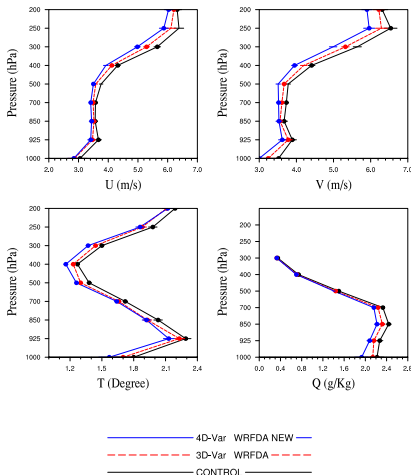 200
250
300
400
500
700
850
925
1000
Pressure (hPa)
2.0 3.0 4.0 5.0 6.0 7.0
U (m/s)
200
250
300
400
500
700
850
925
1000
Pressure (hPa)
3.0 4.0 5.0 6.0 7.0
V (m/s)
200
250
300
400
500
700
850
925
1000
Pressure (hPa)
1.2 1.5 1.8 2.1 2.4
T (Degree)
200
250
300
400
500
700
850
925
1000
Pressure (hPa)
0.0 0.4 0.8 1.2 1.6 2.0 2.4 2.8
Q (g/Kg)
4D-Var WRFDA NEW
3D-Var WRFDA
CONTROL